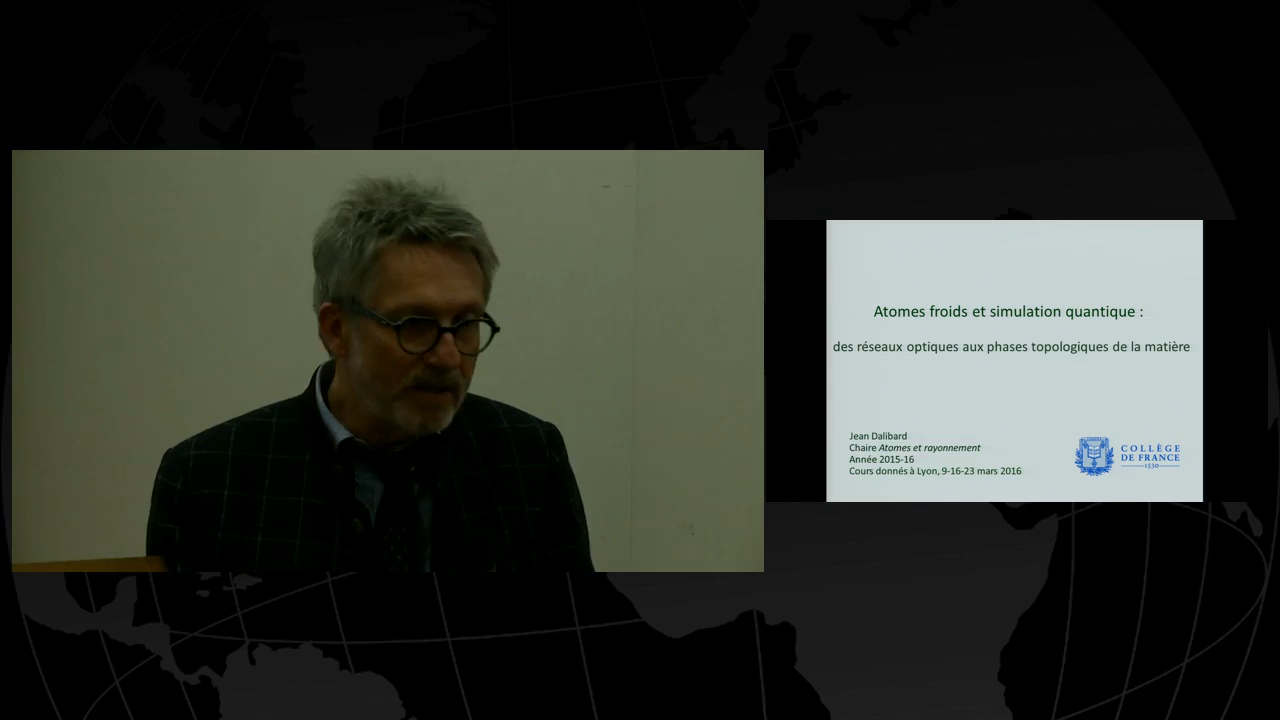 Atomes froids et simulation quantique :
des réseaux optiques aux phases topologiques de la matière
Jean Dalibard
Chaire Atomes et rayonnement
Année 2015-16
Cours donnés à Lyon, 9-16-23 mars 2016
COLLÈGE
DE FRANCE
1530